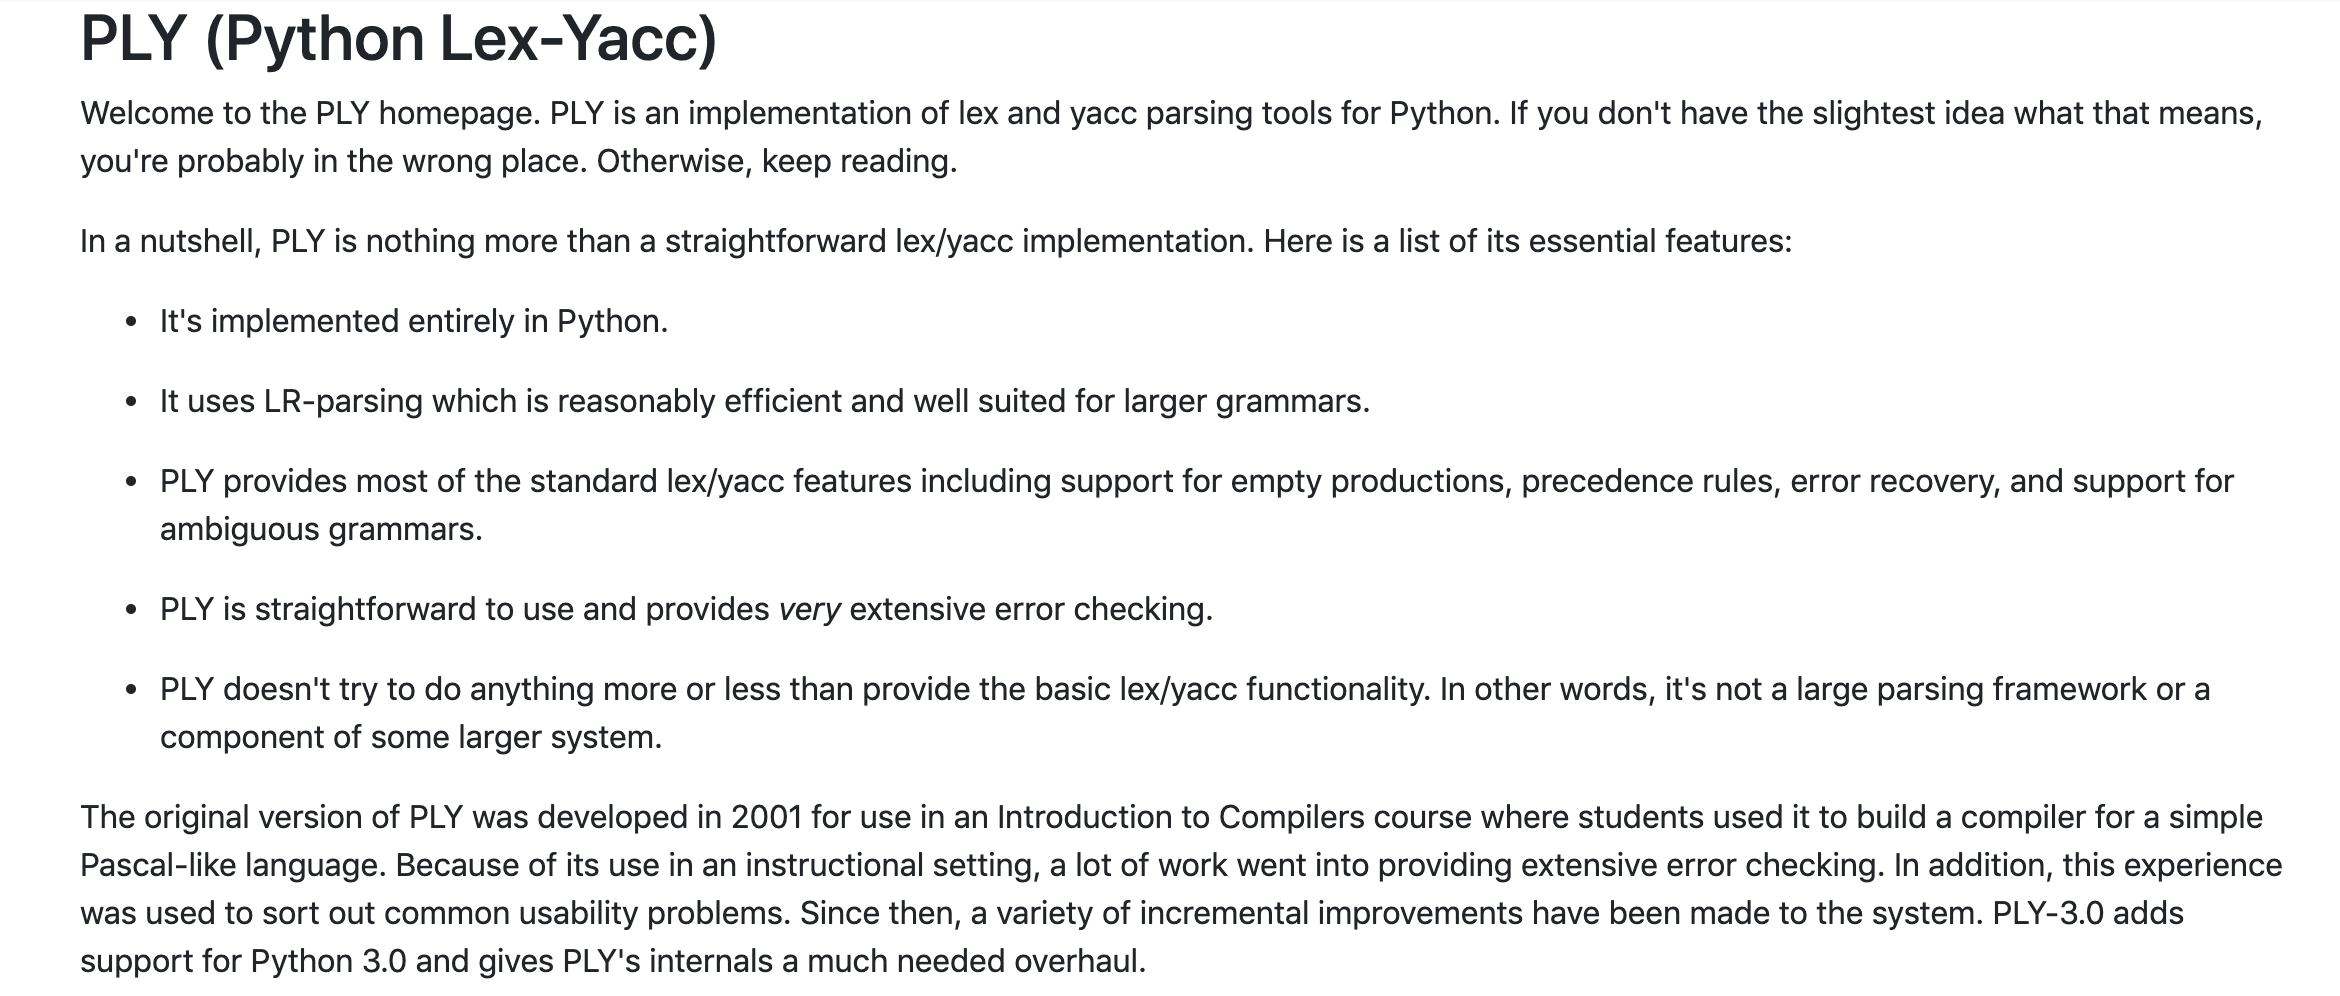 PLY (Python Lex-Yacc)
Welcome to the PLY homepage. PLY is an implementation of lex and yacc parsing tools for Python. If you don't have the slightest idea what that means,
you're probably in the wrong place. Otherwise, keep reading.
In a nutshell, PLY is nothing more than a straightforward lex/yacc implementation. Here is a list of its essential features:
• It's implemented entirely in Python.
• It uses LR-parsing which is reasonably efficient and well suited for larger grammars.
• PLY provides most of the standard lex/yacc features including support for empty productions, precedence rules, error recovery, and support for
ambiguous grammars.
• PLY is straightforward to use and provides very extensive error checking.
• PLY doesn't try to do anything more or less than provide the basic lex/yacc functionality. In other words, it's not a large parsing framework or a
component of some larger system.
The original version of PLY was developed in 2001 for use in an Introduction to Compilers course where students used it to build a compiler for a simple
Pascal-like language. Because of its use in an instructional setting, a lot of work went into providing extensive error checking. In addition, this experience
was used to sort out common usability problems. Since then, a variety of incremental improvements have been made to the system. PLY-3.0 adds
support for Python 3.0 and gives PLY's internals a much needed overhaul.